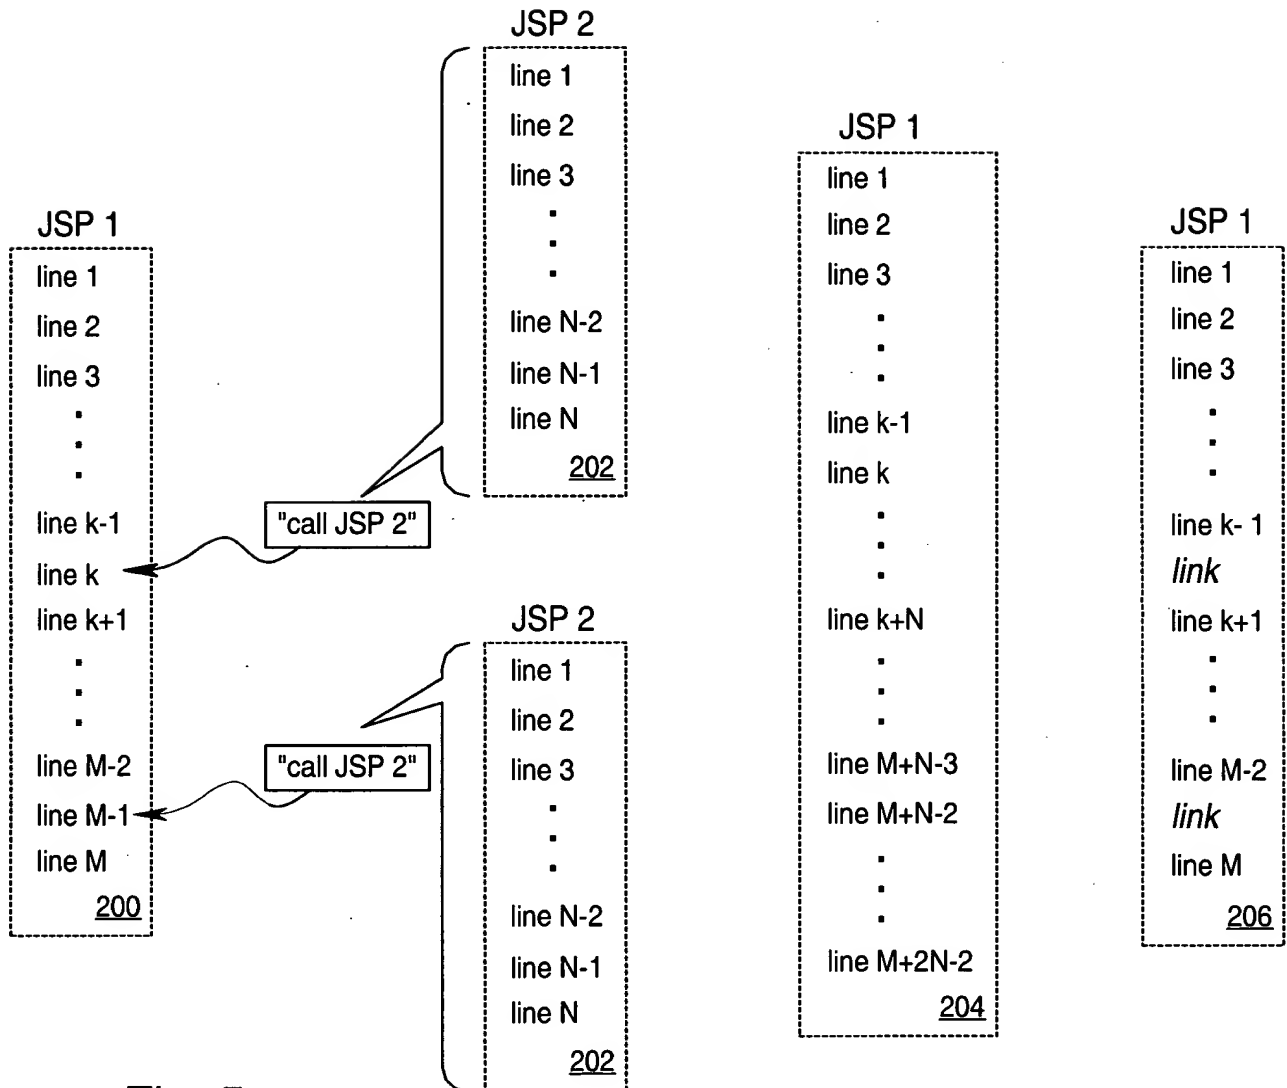 JSP 1
line 1
line 2
line 3
line k-1
line k
line k+1
line M-2
line M-1
line M
200
"call JSP 2"
"call JSP 2"
JSP 2
line 1
line 2
line 3
line N-2
line N-1
line N
202
JSP 2
line 1
line 2
line 3
line N-2
line N-1
line N
202
JSP 1
line 1
line 2
line 3
line k-1
line k
line k+N
line M+N-3
line M+N-2
line M+2N-2
204
JSP 1
line 1
line 2
line 3
line k- 1
link
line k+1
line M-2
link
line M
206